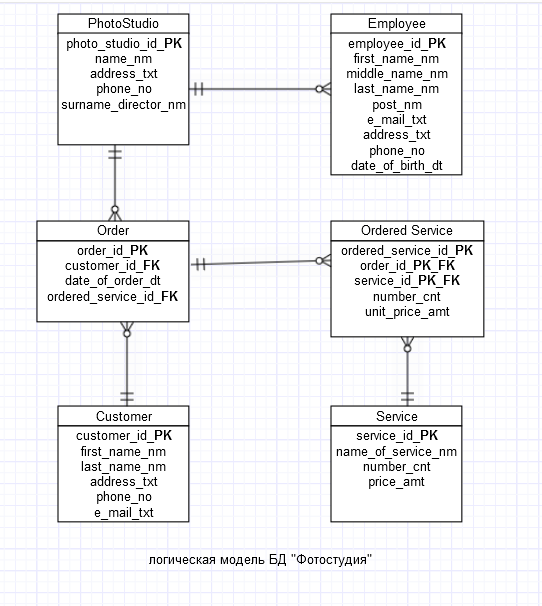 PhotoStudio
photo_studio_id_PK
name_nm
address_txt
phone_no
surname_director_nm
Employee
employee_id_PK
first_name_nm
middle_name_nm
last_name_nm
post_nm
e_mail_txt
address_txt
phone_no
date_of_birth_dt
Order
order_id_PK
customer_id_FK
date_of_order_dt
ordered_service_id_FK
Ordered Service
ordered_service_id_PK
order_id_PK_FK
service_id_PK_FK
number_cnt
unit_price_amt
Customer
customer_id_PK
first_name_nm
last_name_nm
address_txt
phone_no
e_mail_txt
Service
service_id_PK
name_of_service_nm
number_cnt
price_amt
логическая модель БД "Фотостудия"